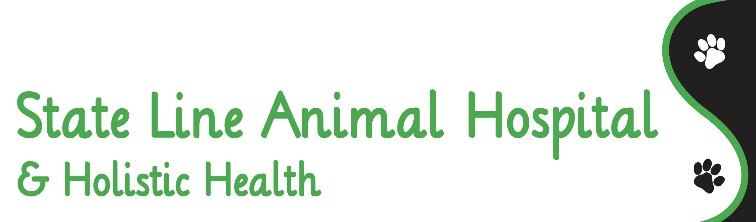 State Line Animal Hospital
& Holistic Health